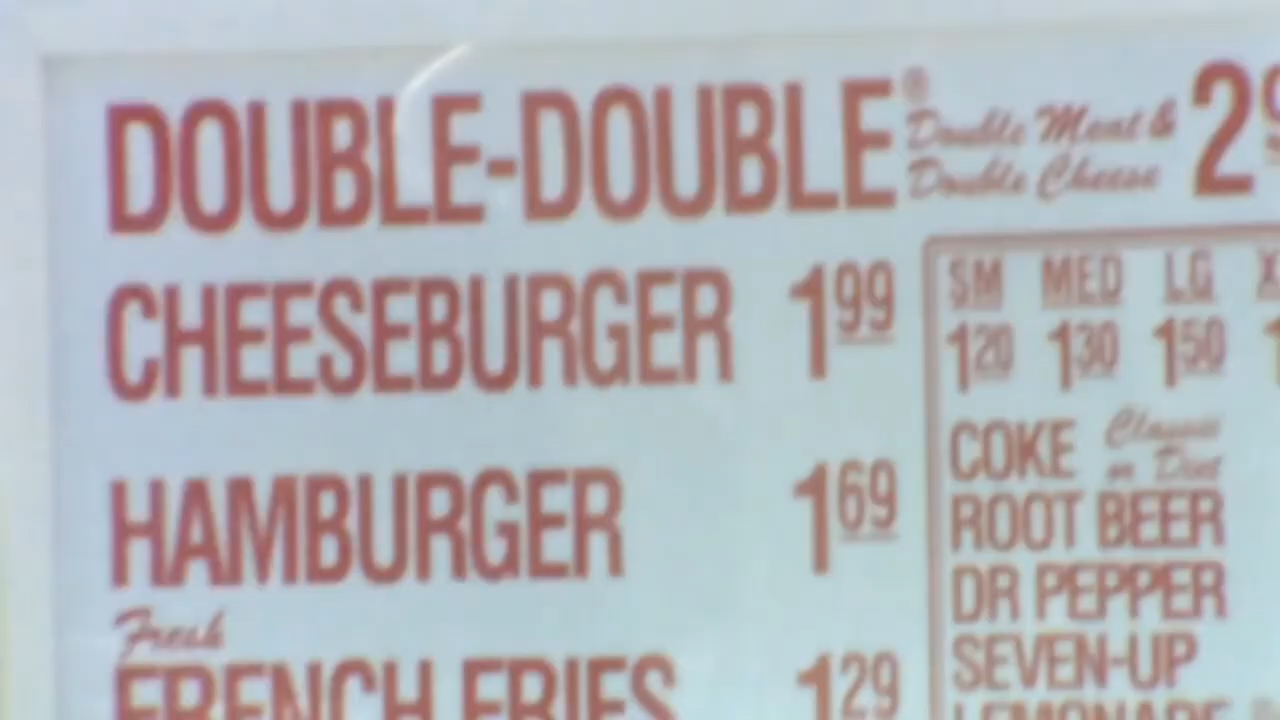 DOUBLE-DOUBLE® Double Meat & Double Cheese 2
CHEESEBURGER 1.99
HAMBURGER 1.69
Fresh
FRENCH FRIES 1.29
SM MED LG
1.20 1.30 1.50
COKE Classic or Diet
ROOT BEER
DR PEPPER
SEVEN-UP
LEMONADE